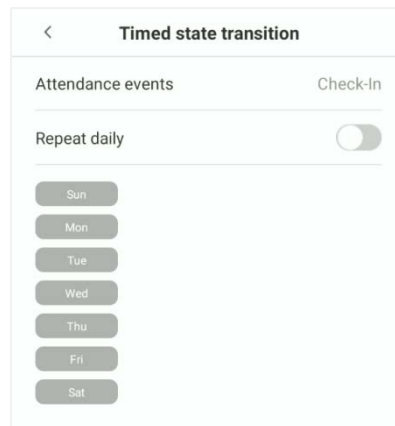 Timed state transition
Attendance events Check-In
Repeat daily
Sun
Mon
Tue
Wed
Thu
Fri
Sat